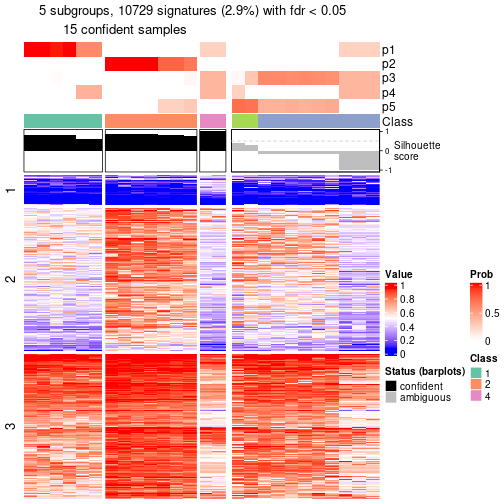 5 subgroups, 10729 signatures (2.9%) with fdr < 0.05
15 confident samples
p1
p2
p3
p4
p5
Class
1
0
-1
Silhouette
score
1
2
3
Value
1
0.8
0.6
0.4
0.2
0
Prob
1
0.5
0
Status (barplots)
confident
ambiguous
Class
1
2
4